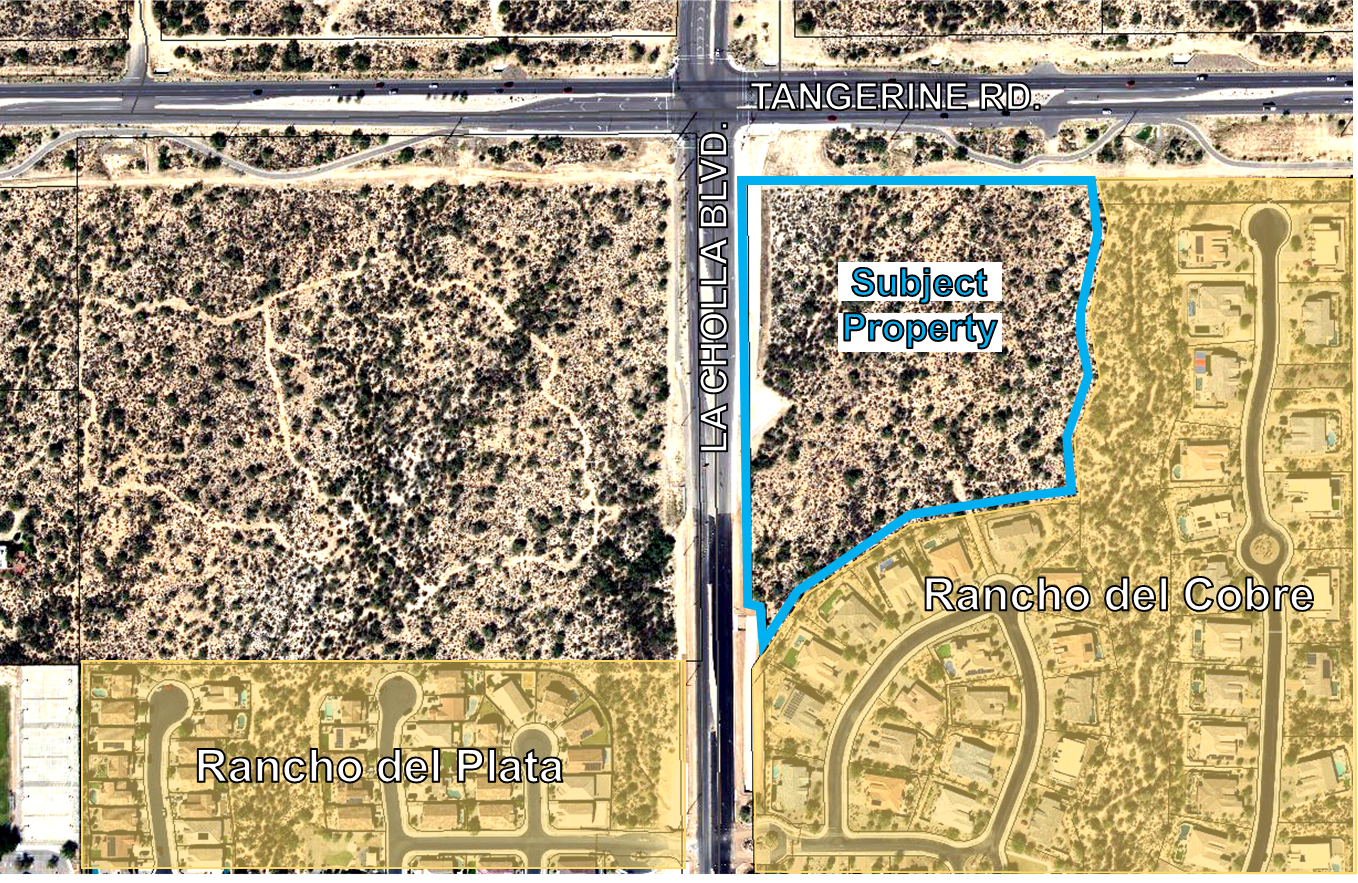 TANGERINE RD.
LA CHOLLA BLVD.
Subject
Property
Rancho del Cobre
Rancho del Plata